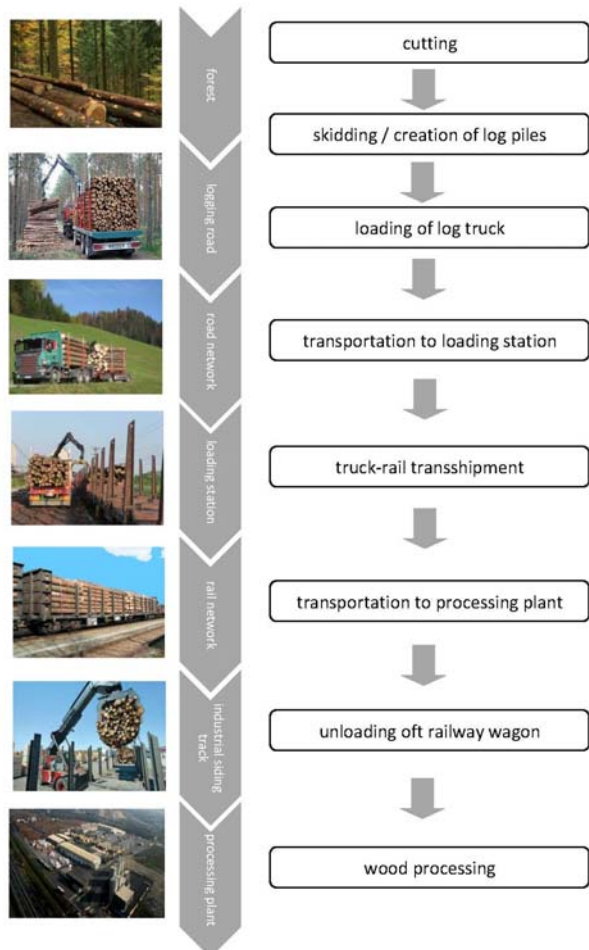 forest
cutting
skidding / creation of log piles
logging road
loading of log truck
road network
transportation to loading station
loading station
truck-rail transshipment
rail network
transportation to processing plant
industrial siding
track
unloading oft railway wagon
processing plant
wood processing